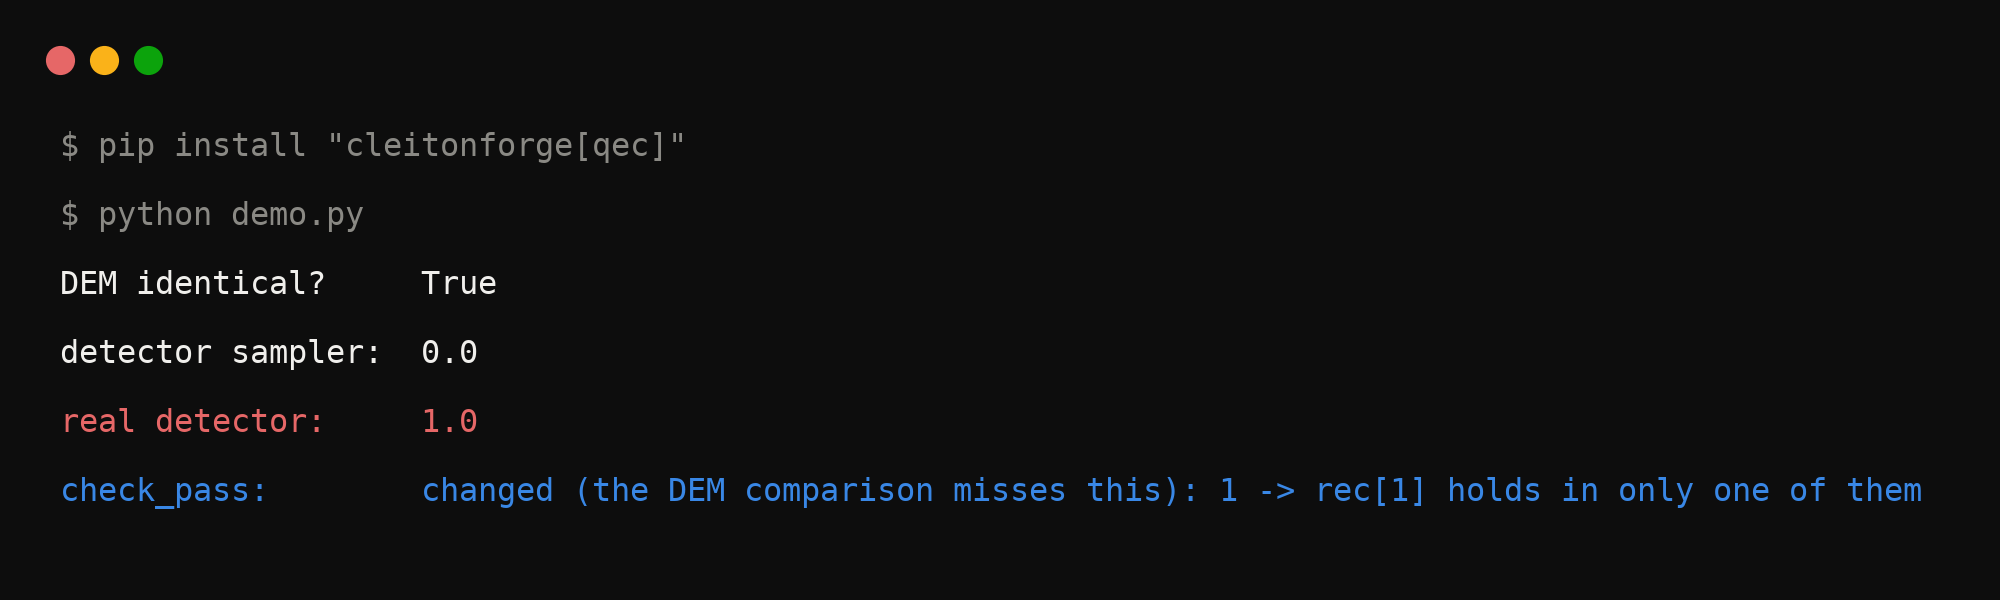 $ pip install "cleitonforge[qec]"
$ python demo.py
DEM identical?     True
detector sampler:  0.0
real detector:     1.0
check_pass:        changed (the DEM comparison misses this): 1 -> rec[1] holds in only one of them